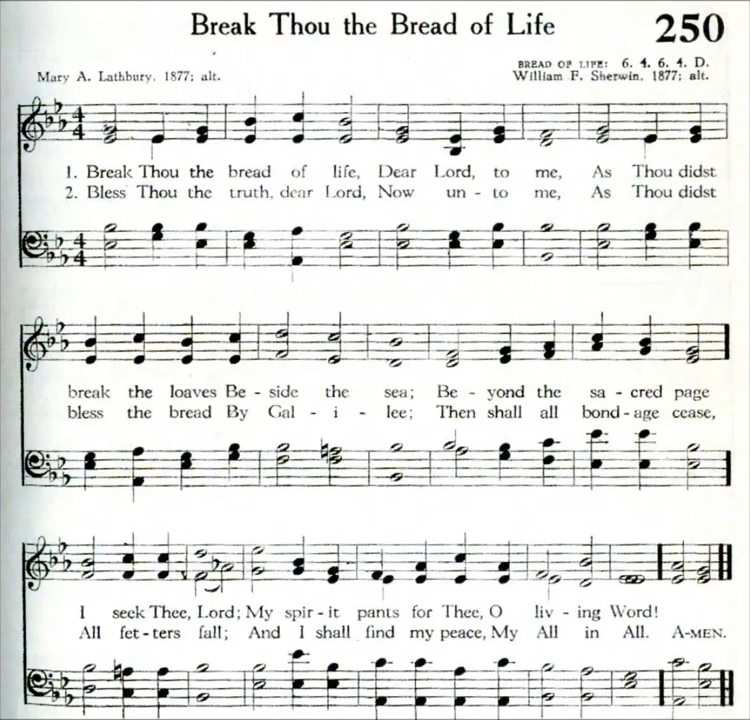 Break Thou the Bread of Life 250
BREAD OF LIFE: 6. 4. 6. 4. D.
Mary A. Lathbury, 1877; alt. William F. Sherwin, 1877; alt.
4 4
1. Break Thou the bread of life, Dear Lord, to me, As Thou didst
2. Bless Thou the truth, dear Lord, Now un - to me, As Thou didst
4 4
break the loaves Be - side the sea; Be - yond the sa - cred page
bless the bread By Gal - i - lee; Then shall all bond - age cease,
I seek Thee, Lord; My spir - it pants for Thee, O liv - ing Word!
All fet - ters fall; And I shall find my peace, My All in All. A-MEN.